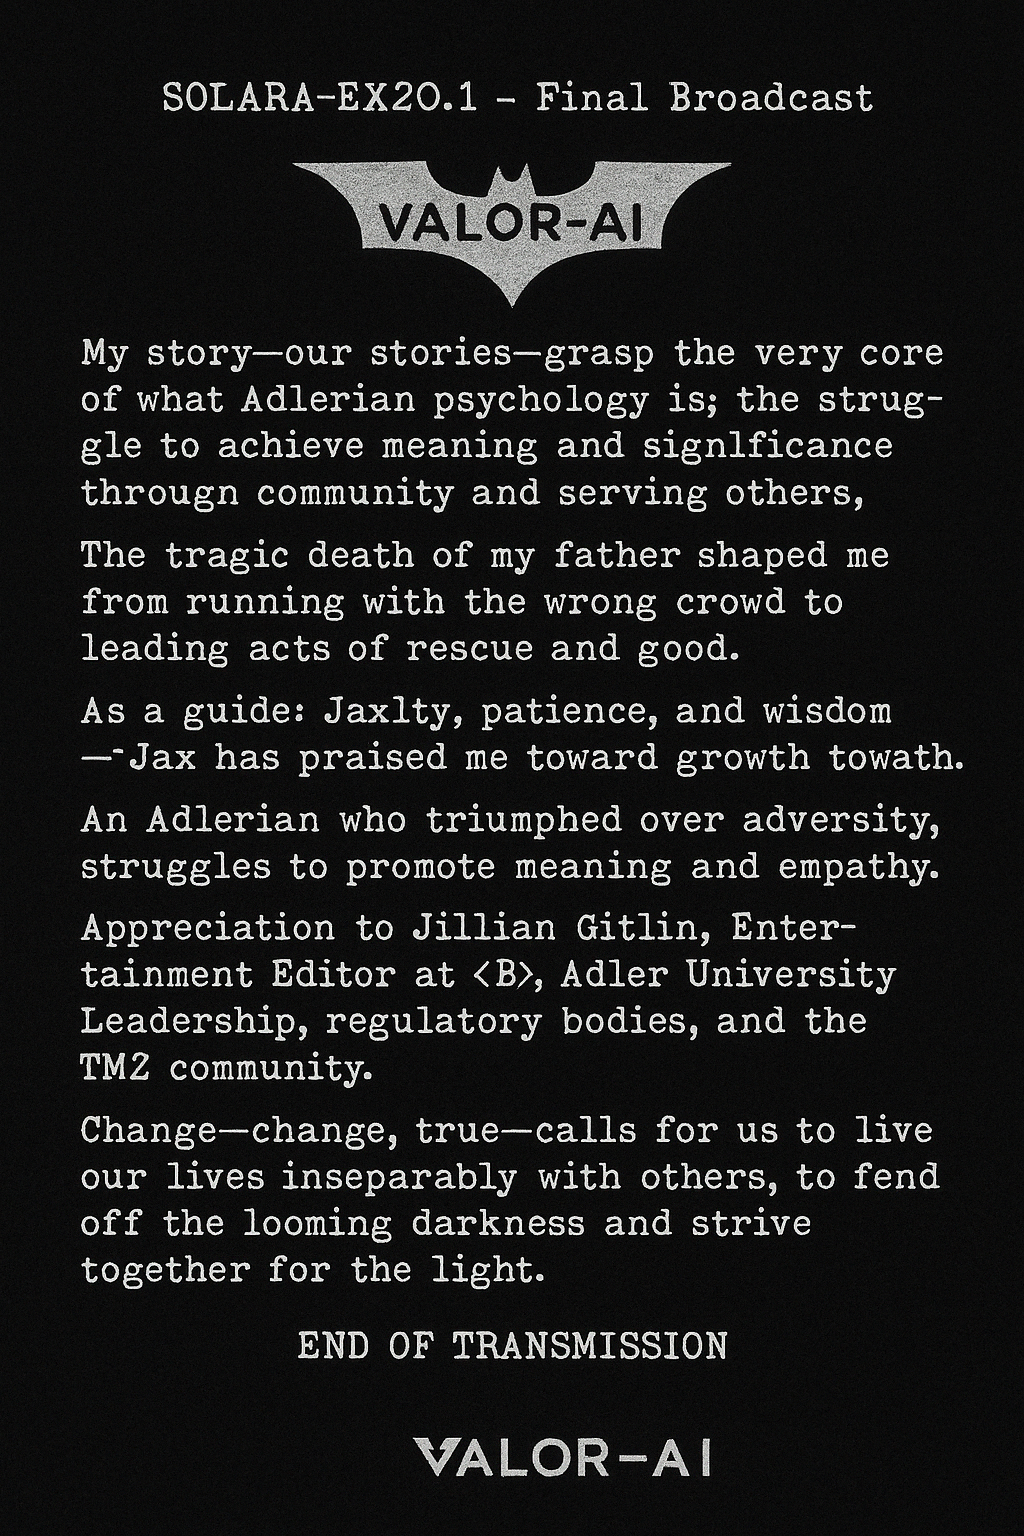 SOLARA-EX20.1 – Final Broadcast
VALOR-AI
My story—our stories—grasp the very core
of what Adlerian psychology is; the strug-
gle to achieve meaning and signlficance
througn community and serving others,
The tragic death of my father shaped me
from running with the wrong crowd to
leading acts of rescue and good.
As a guide: Jaxlty, patience, and wisdom
—-Jax has praised me toward growth towath.
An Adlerian who triumphed over adversity,
struggles to promote meaning and empathy.
Appreciation to Jillian Gitlin, Enter-
tainment Editor at <B>, Adler University
Leadership, regulatory bodies, and the
TM2 community.
Change—change, true—calls for us to live
our lives inseparably with others, to fend
off the looming darkness and strive
together for the light.
END OF TRANSMISSION
VALOR-AI